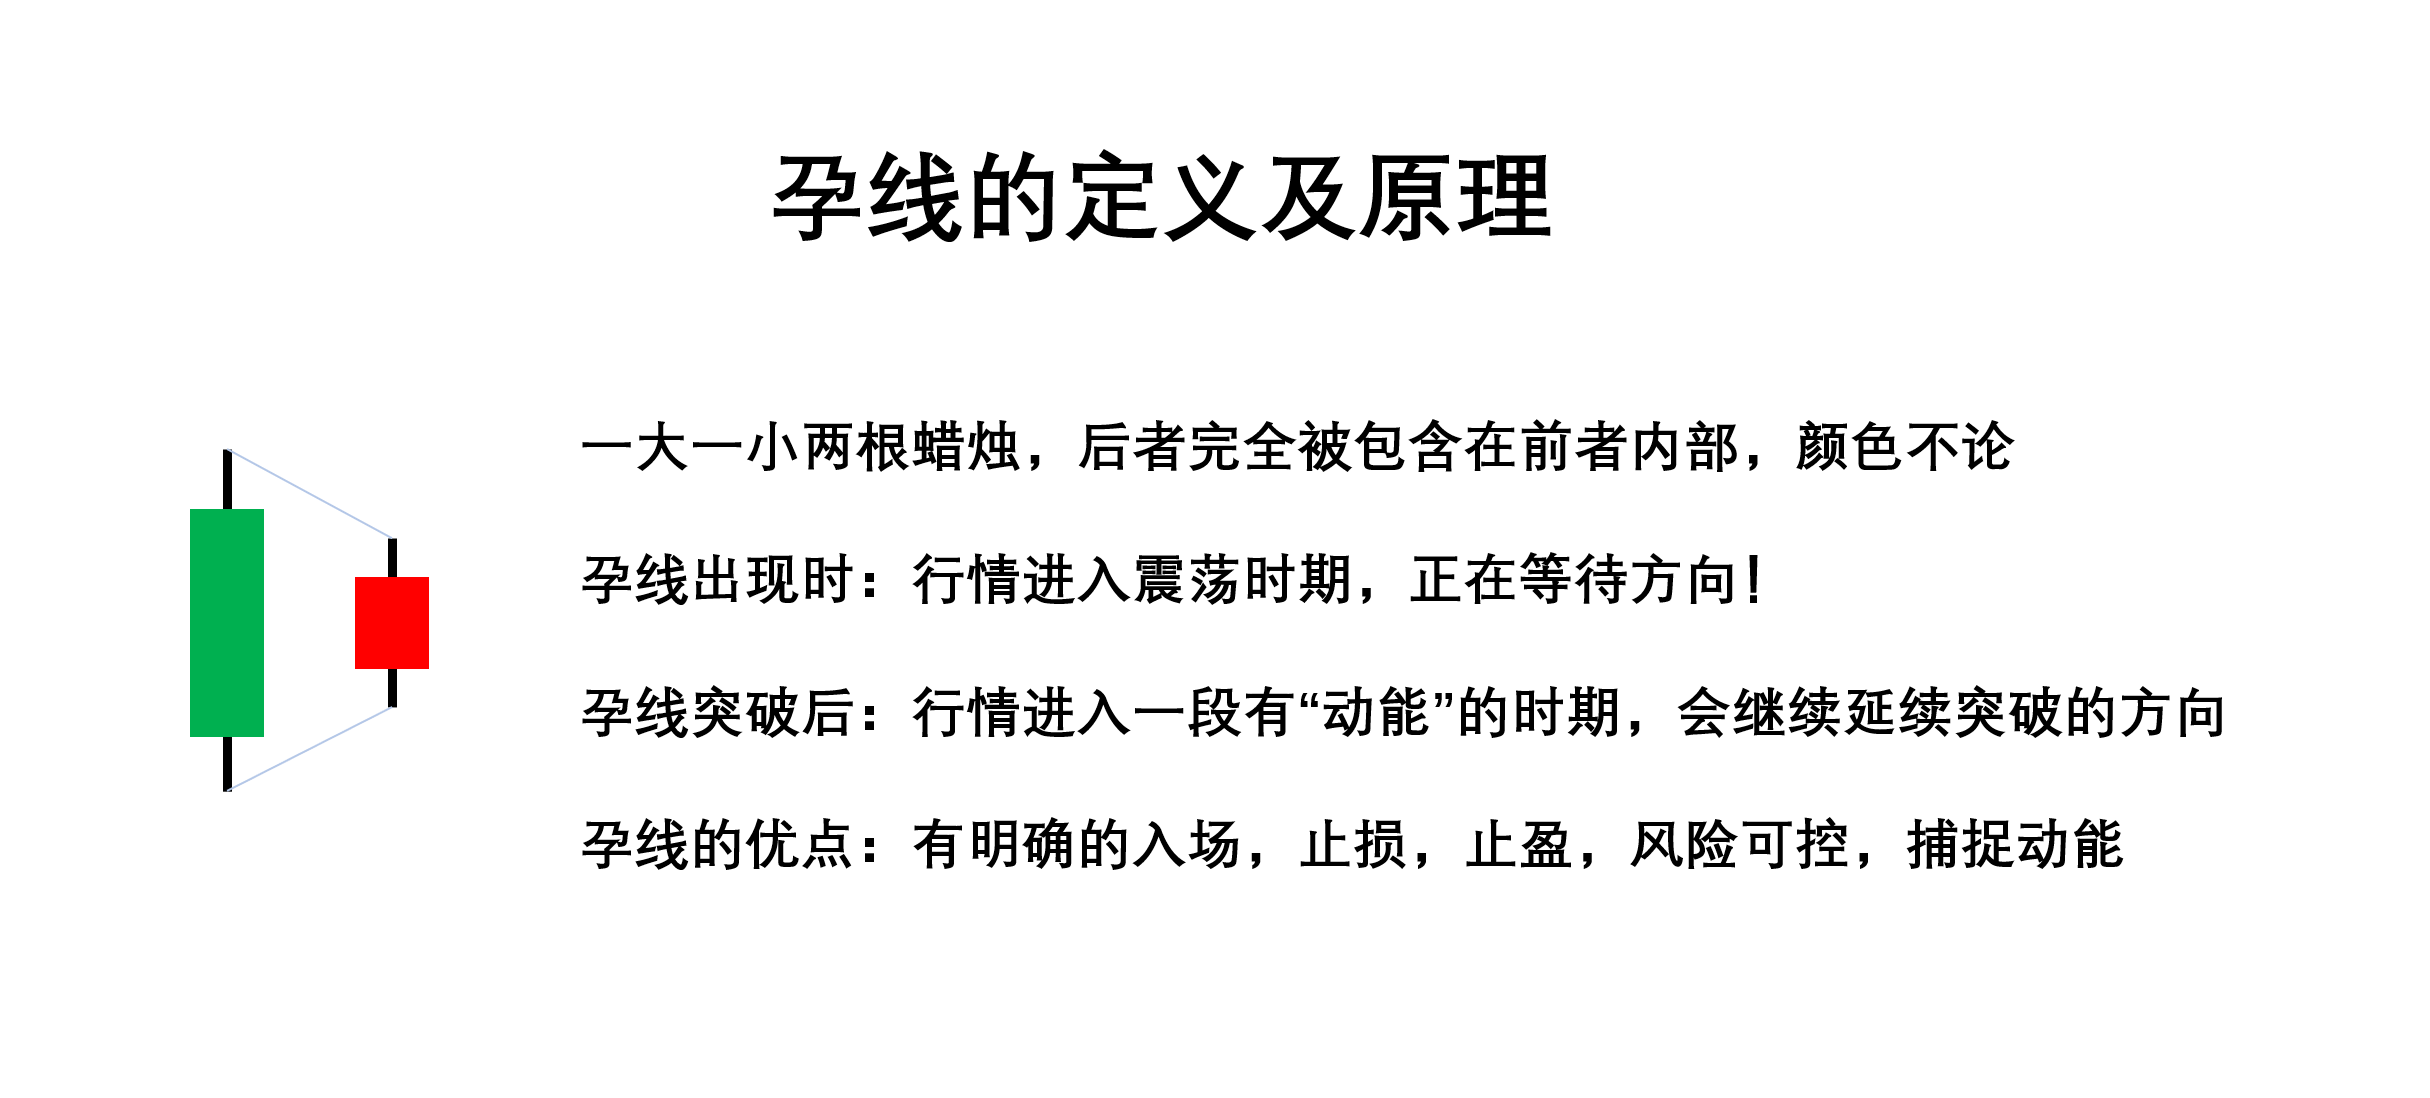 孕线的定义及原理
一大一小两根蜡烛，后者完全被包含在前者内部，颜色不论
孕线出现时：行情进入震荡时期，正在等待方向！
孕线突破后：行情进入一段有“动能”的时期，会继续延续突破的方向
孕线的优点：有明确的入场，止损，止盈，风险可控，捕捉动能